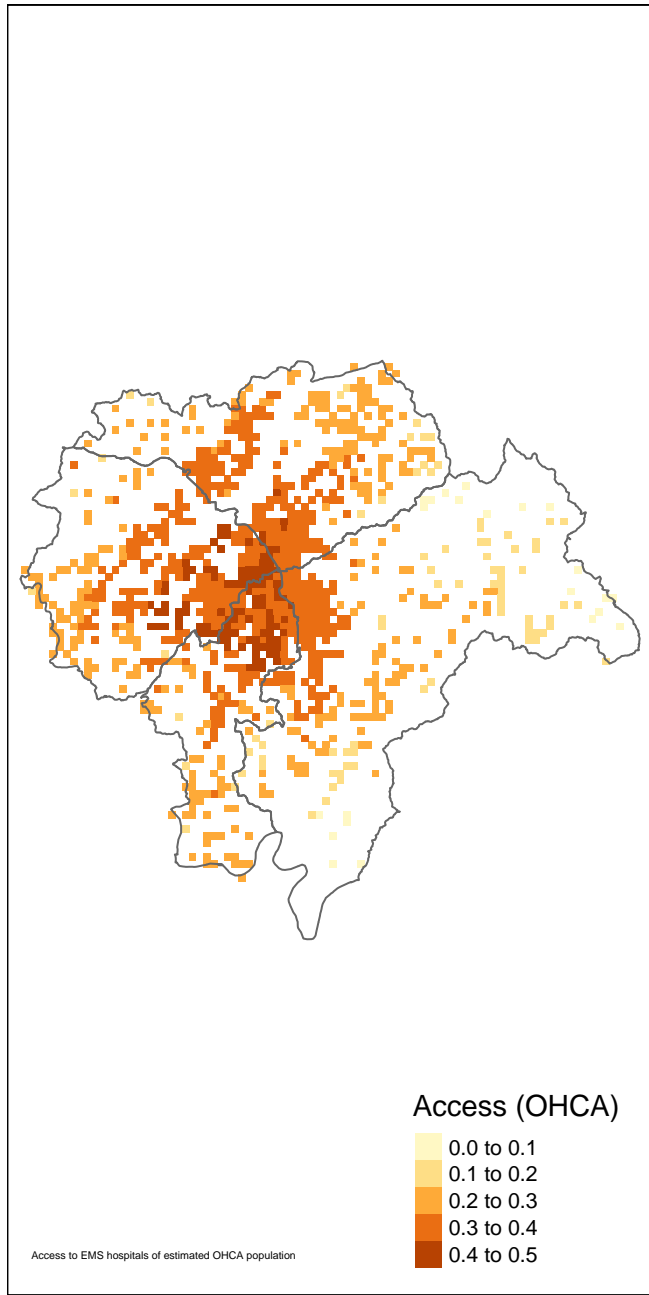 Access (OHCA)
0.0 to 0.1
0.1 to 0.2
0.2 to 0.3
0.3 to 0.4
0.4 to 0.5
Access to EMS hospitals of estimated OHCA population